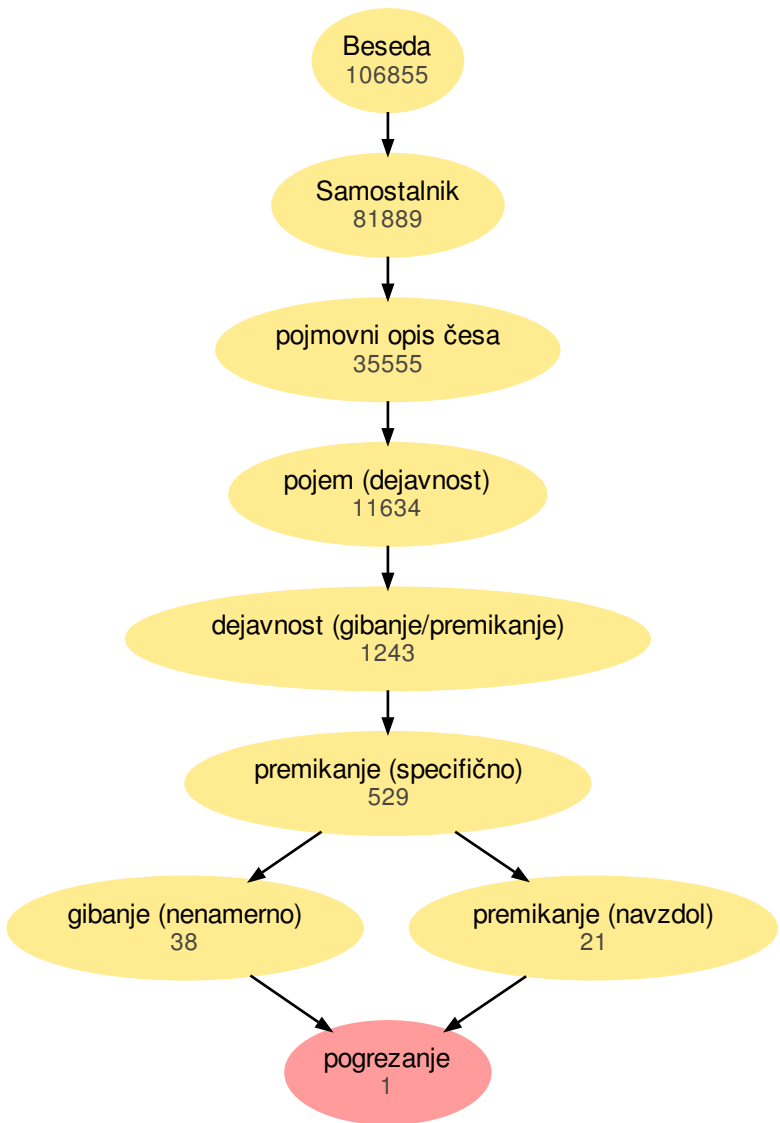 Beseda
106855
Samostalnik
81889
pojmovni opis česa
35555
pojem (dejavnost)
11634
dejavnost (gibanje/premikanje)
1243
premikanje (specifično)
529
gibanje (nenamerno)
38
premikanje (navzdol)
21
pogrezanje
1